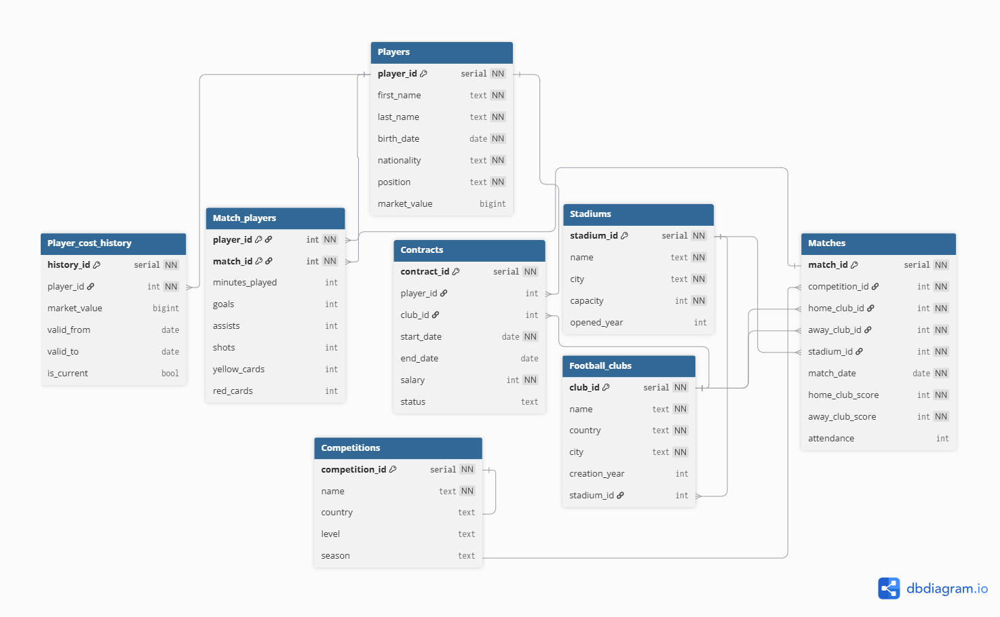 Players
player_id serial NN
first_name text NN
last_name text NN
birth_date date NN
nationality text NN
position text NN
market_value bigint
Match_players
player_id int NN
match_id int NN
minutes_played int
goals int
assists int
shots int
yellow_cards int
red_cards int
Player_cost_history
history_id serial NN
player_id int NN
market_value bigint
valid_from date
valid_to date
is_current bool
Contracts
contract_id serial NN
player_id int
club_id int
start_date date NN
end_date date
salary int NN
status text
Stadiums
stadium_id serial NN
name text NN
city text NN
capacity int NN
opened_year int
Football_clubs
club_id serial NN
name text NN
country text NN
city text NN
creation_year int
stadium_id int
Matches
match_id serial NN
competition_id int NN
home_club_id int NN
away_club_id int NN
stadium_id int NN
match_date date NN
home_club_score int NN
away_club_score int NN
attendance int
Competitions
competition_id serial NN
name text NN
country text
level text
season text
dbdiagram.io